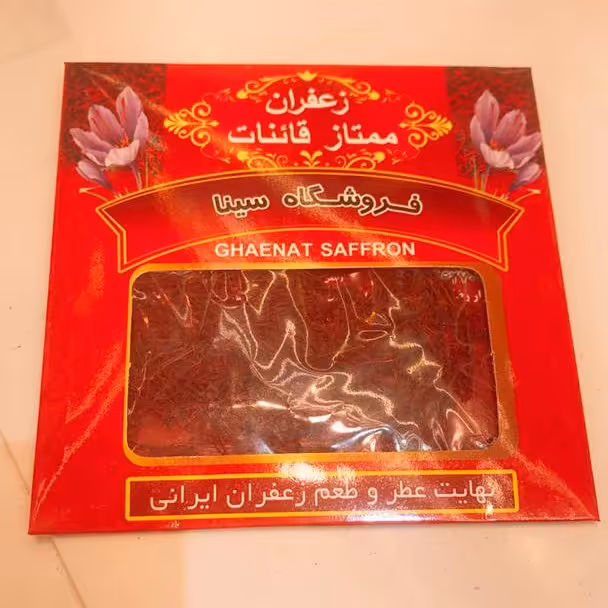 زعفران
ممتاز قائنات
فروشگاه سینا
GHAENAT SAFFRON
نهایت عطر و طعم زعفران ایرانی